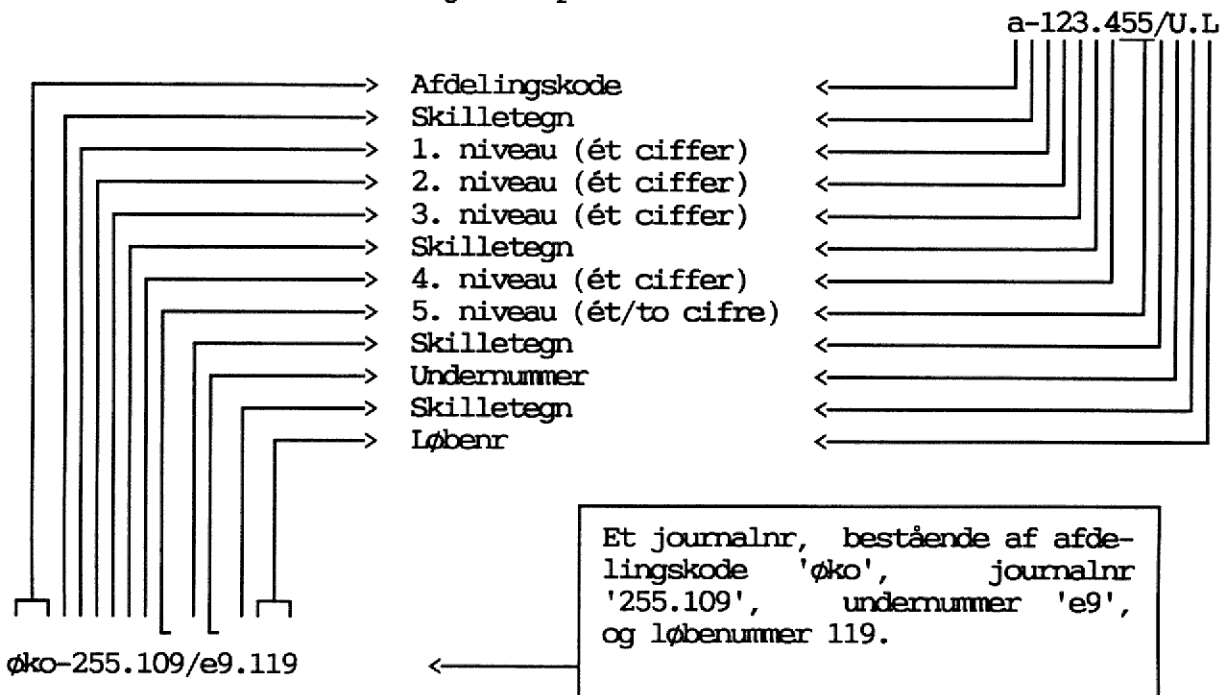 a-123.455/U.L
Afdelingskode
Skilletegn
1. niveau (ét ciffer)
2. niveau (ét ciffer)
3. niveau (ét ciffer)
Skilletegn
4. niveau (ét ciffer)
5. niveau (ét/to cifre)
Skilletegn
Undernummer
Skilletegn
Løbenr
Et journalnr, bestående af afde-
lingskode 'øko', journalnr
'255.109', undernummer 'e9',
og løbenummer 119.
øko-255.109/e9.119